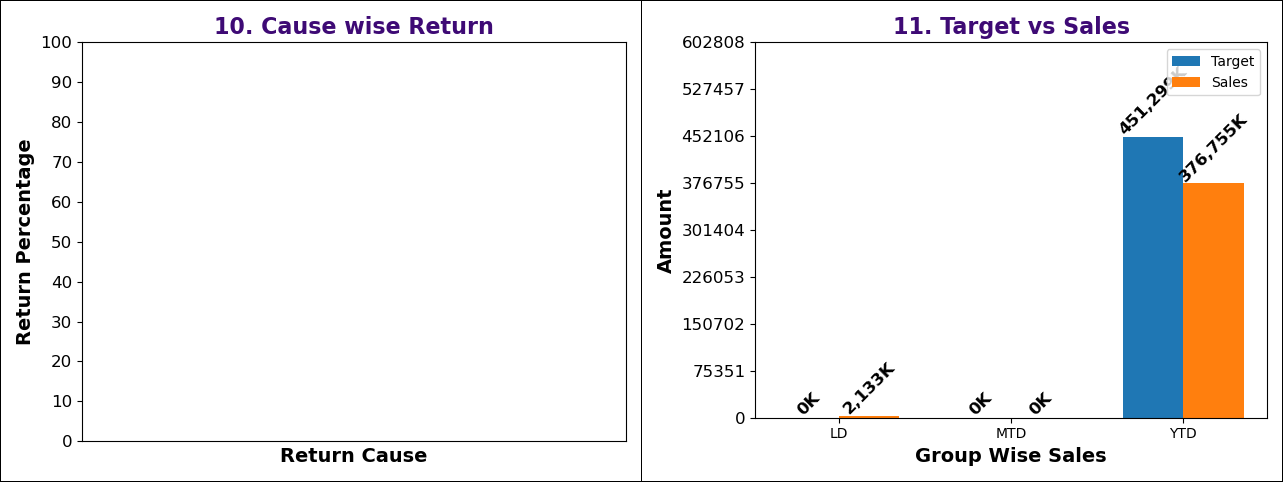 10. Cause wise Return
100
90
80
70
60
50
40
30
20
10
0
Return Percentage
Return Cause
11. Target vs Sales
602808
527457
452106
376755
301404
226053
150702
75351
0
Amount
Target
Sales
0K
2,133K
0K
0K
376,755K
LD
MTD
YTD
Group Wise Sales